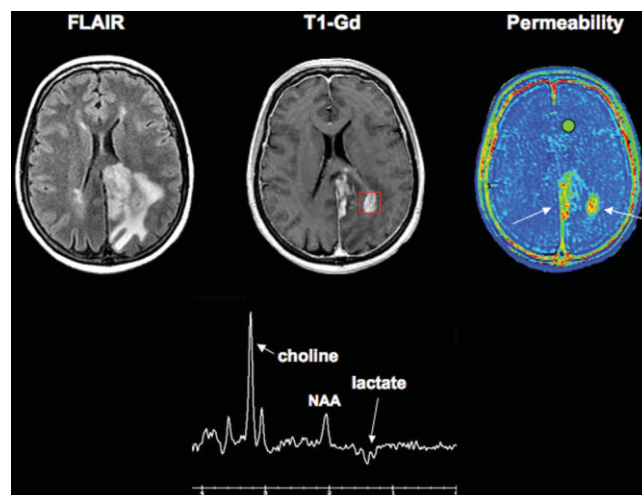 FLAIR
T1-Gd
Permeability
choline
lactate
NAA